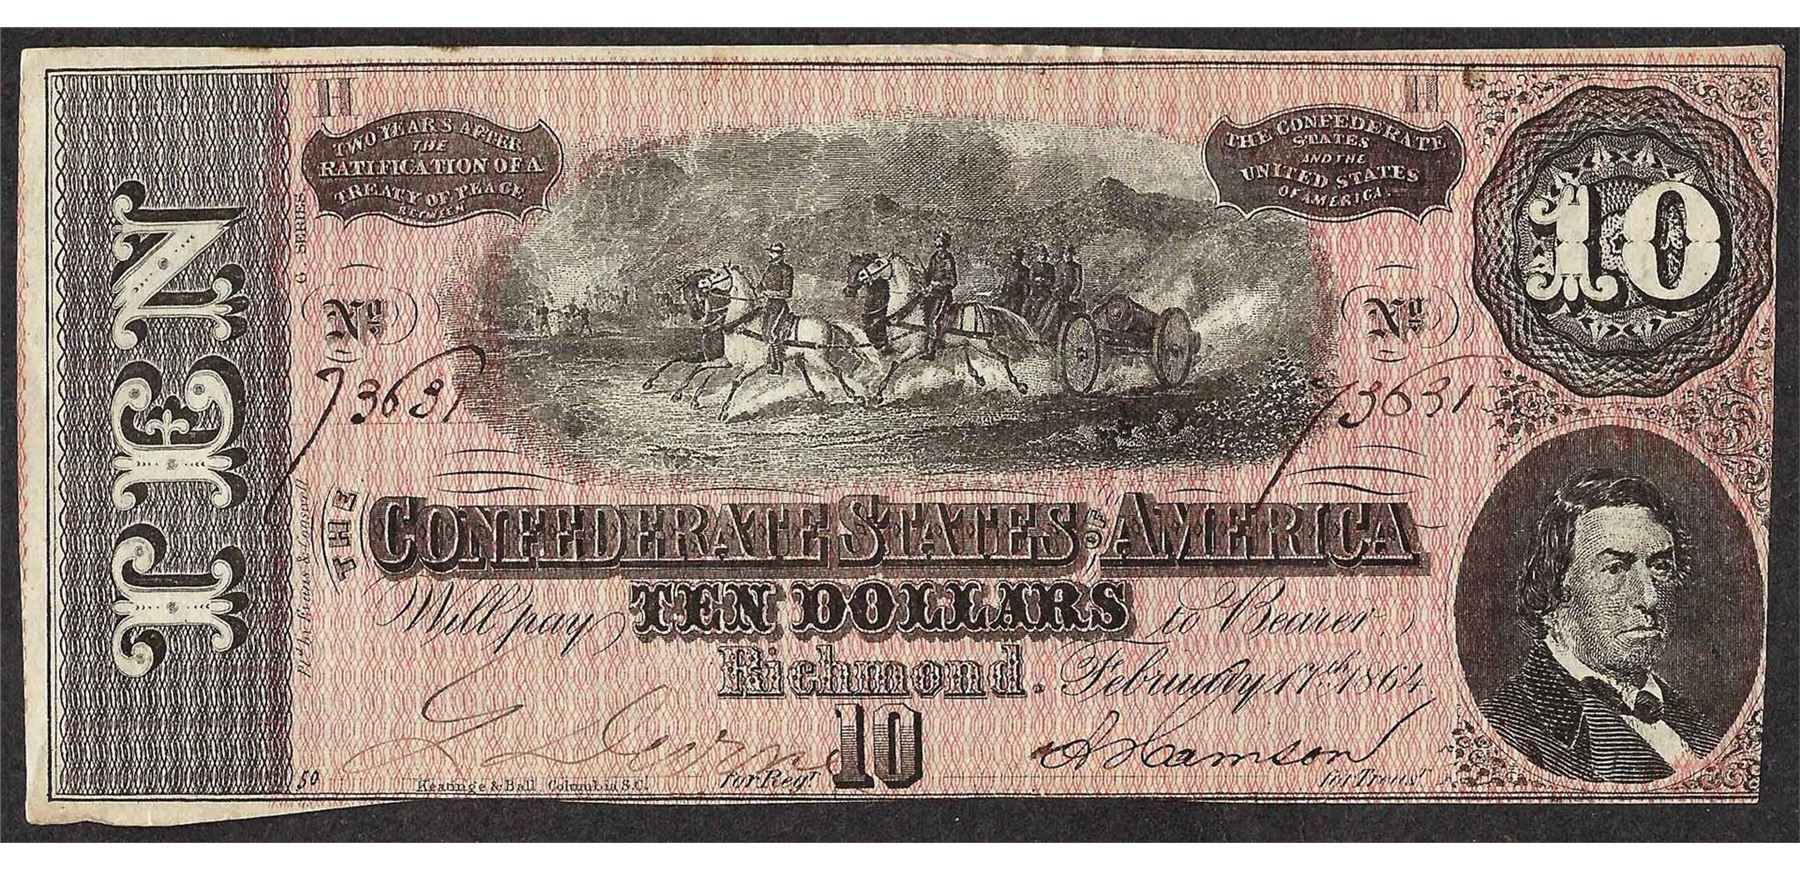 H
H
TWO YEARS AFTER
THE
RATIFICATION OF A
TREATY OF PEACE
BETWEEN
THE CONFEDERATE
STATES
AND THE
UNITED STATES
OF AMERICA.
10
TEN
G SERIES
No
73631
No
73631
THE CONFEDERATE STATES OF AMERICA
Will pay TEN DOLLARS to Bearer,
Richmond. February 17th 1864
10
50
Keatinge & Ball Columbia S.C.
for Regr
for Treasr